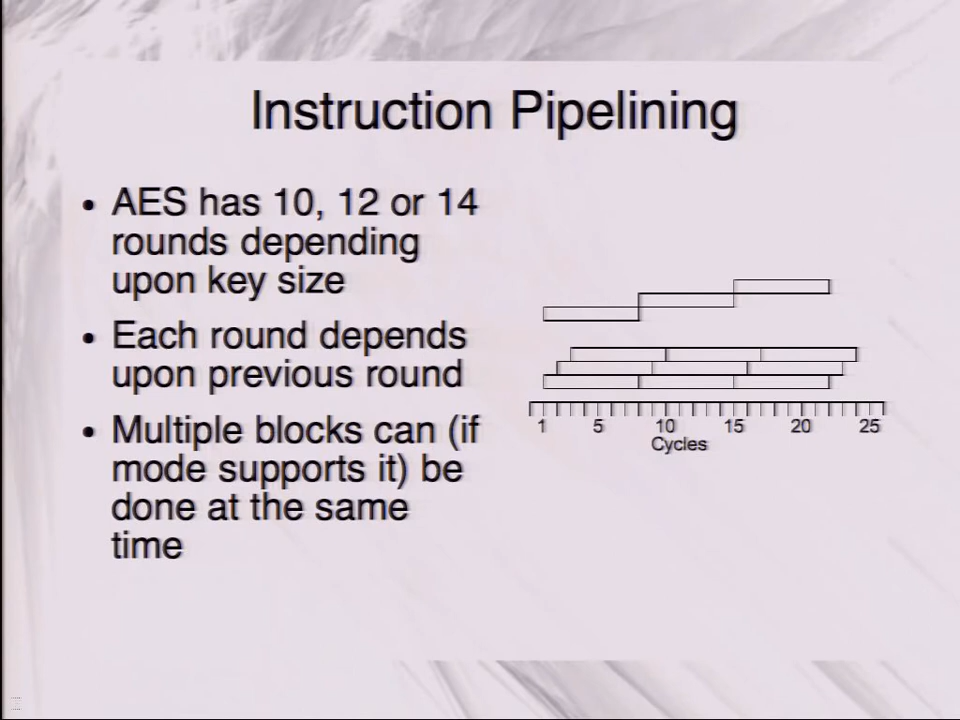 Instruction Pipelining
• AES has 10, 12 or 14
rounds depending
upon key size
• Each round depends
upon previous round
• Multiple blocks can (if
mode supports it) be
done at the same
time
1 5 10 15 20 25
Cycles